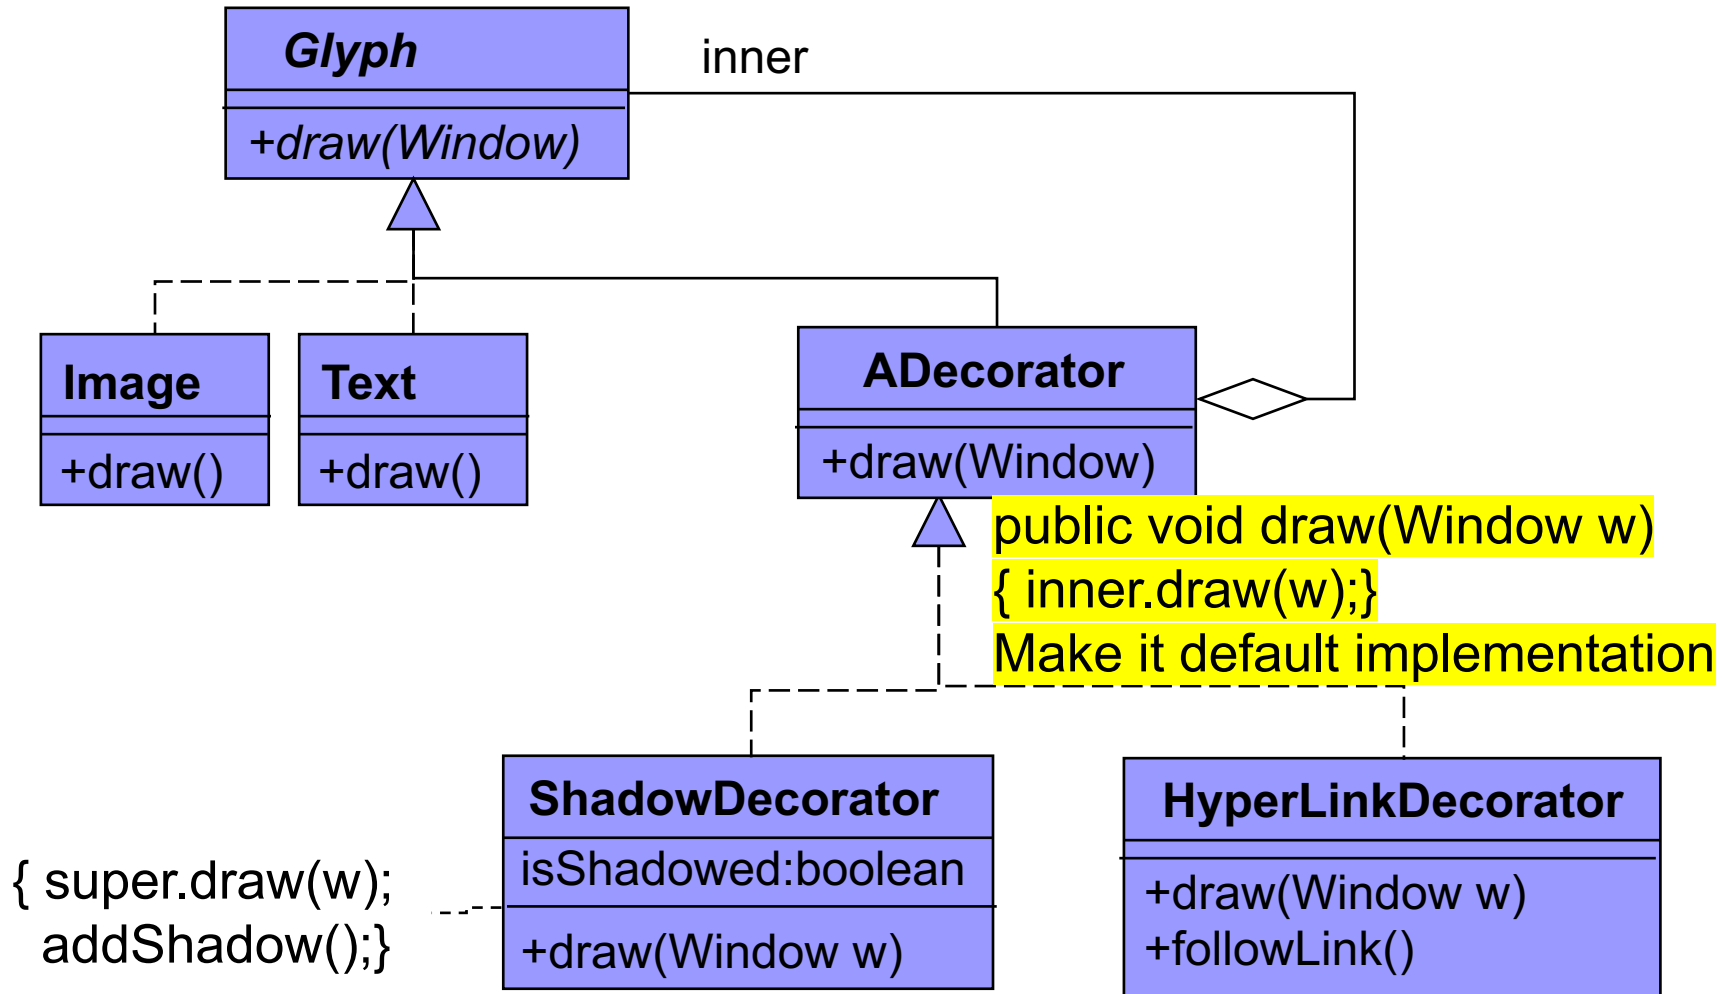 Glyph
inner
+draw(Window)
Image
Text
ADecorator
+draw()
+draw()
+draw(Window)
public void draw(Window w)
{ inner.draw(w);}
Make it default implementation
ShadowDecorator
HyperLinkDecorator
isShadowed:boolean
{ super.draw(w);
addShadow();}
+draw(Window w)
+draw(Window w)
+followLink()